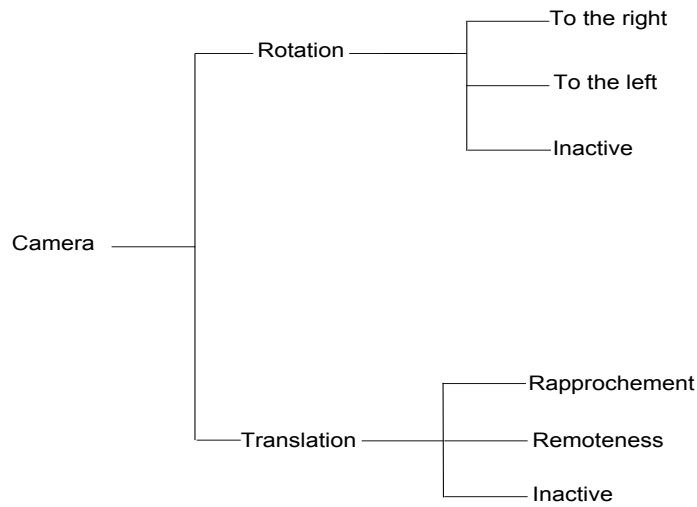 To the right
Rotation
To the left
Inactive
Camera
Rapprochement
Translation
Remoteness
Inactive